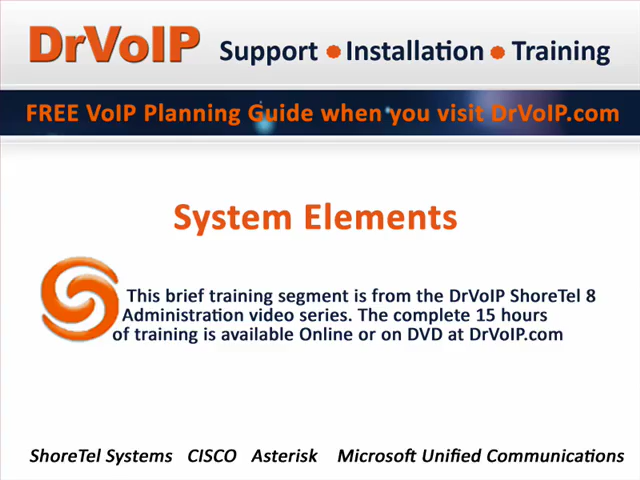 DrVoIP Support Installation Training
FREE VoIP Planning Guide when you visit DrVoIP.com
System Elements
This brief training segment is from the DrVoIP ShoreTel 8
Administration video series. The complete 15 hours
of training is available Online or on DVD at DrVoIP.com
ShoreTel Systems CISCO Asterisk Microsoft Unified Communications